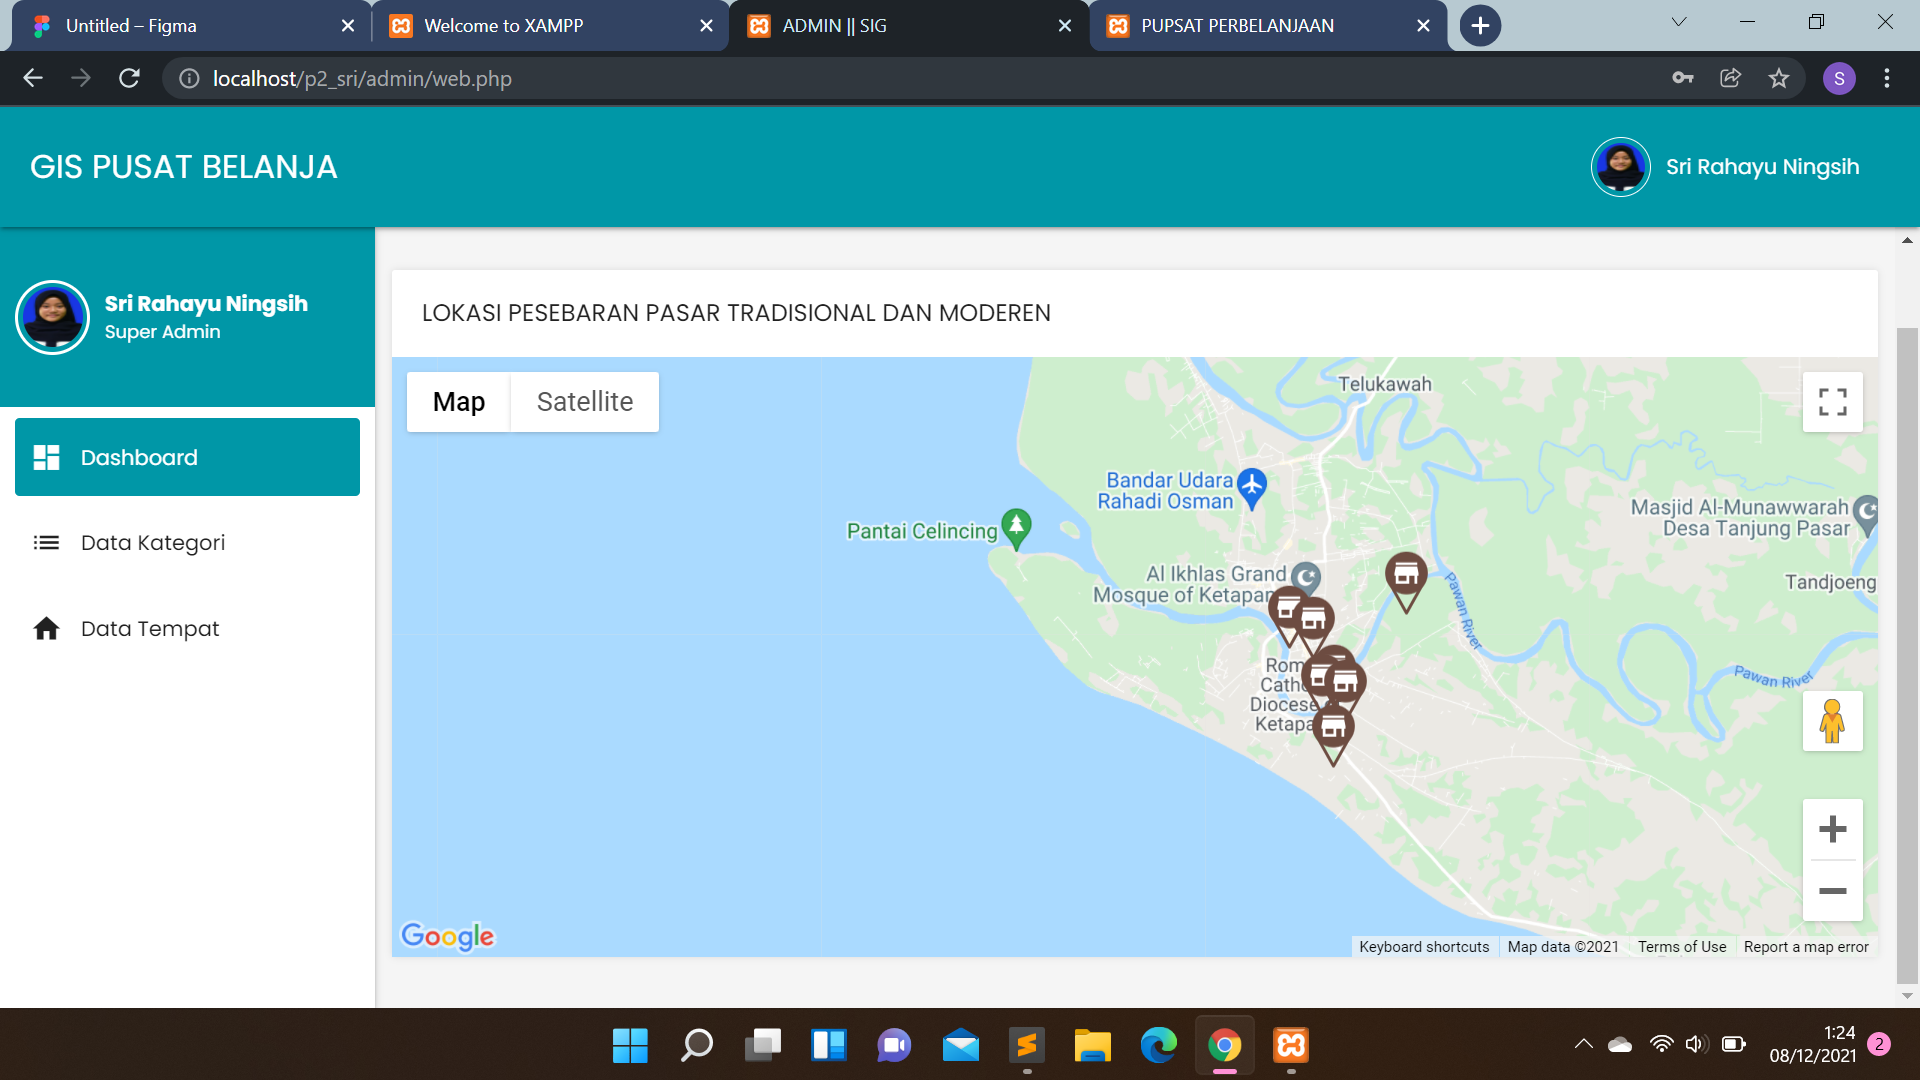 Untitled – Figma
Welcome to XAMPP
ADMIN || SIG
PUPSAT PERBELANJAAN
localhost/p2_sri/admin/web.php
S
GIS PUSAT BELANJA
Sri Rahayu Ningsih
Sri Rahayu Ningsih
Super Admin
Dashboard
Data Kategori
Data Tempat
LOKASI PESEBARAN PASAR TRADISIONAL DAN MODEREN
Map
Satellite
Telukawah
Bandar Udara
Rahadi Osman
Pantai Celincing
Masjid Al-Munawwarah
Desa Tanjung Pasar
Al Ikhlas Grand
Mosque of Ketapan
Tandjoeng
Pawan River
Pawan River
Rom
Cath
Diocese
Ketapa
Google
Keyboard shortcuts
Map data ©2021
Terms of Use
Report a map error
1:24
08/12/2021
2